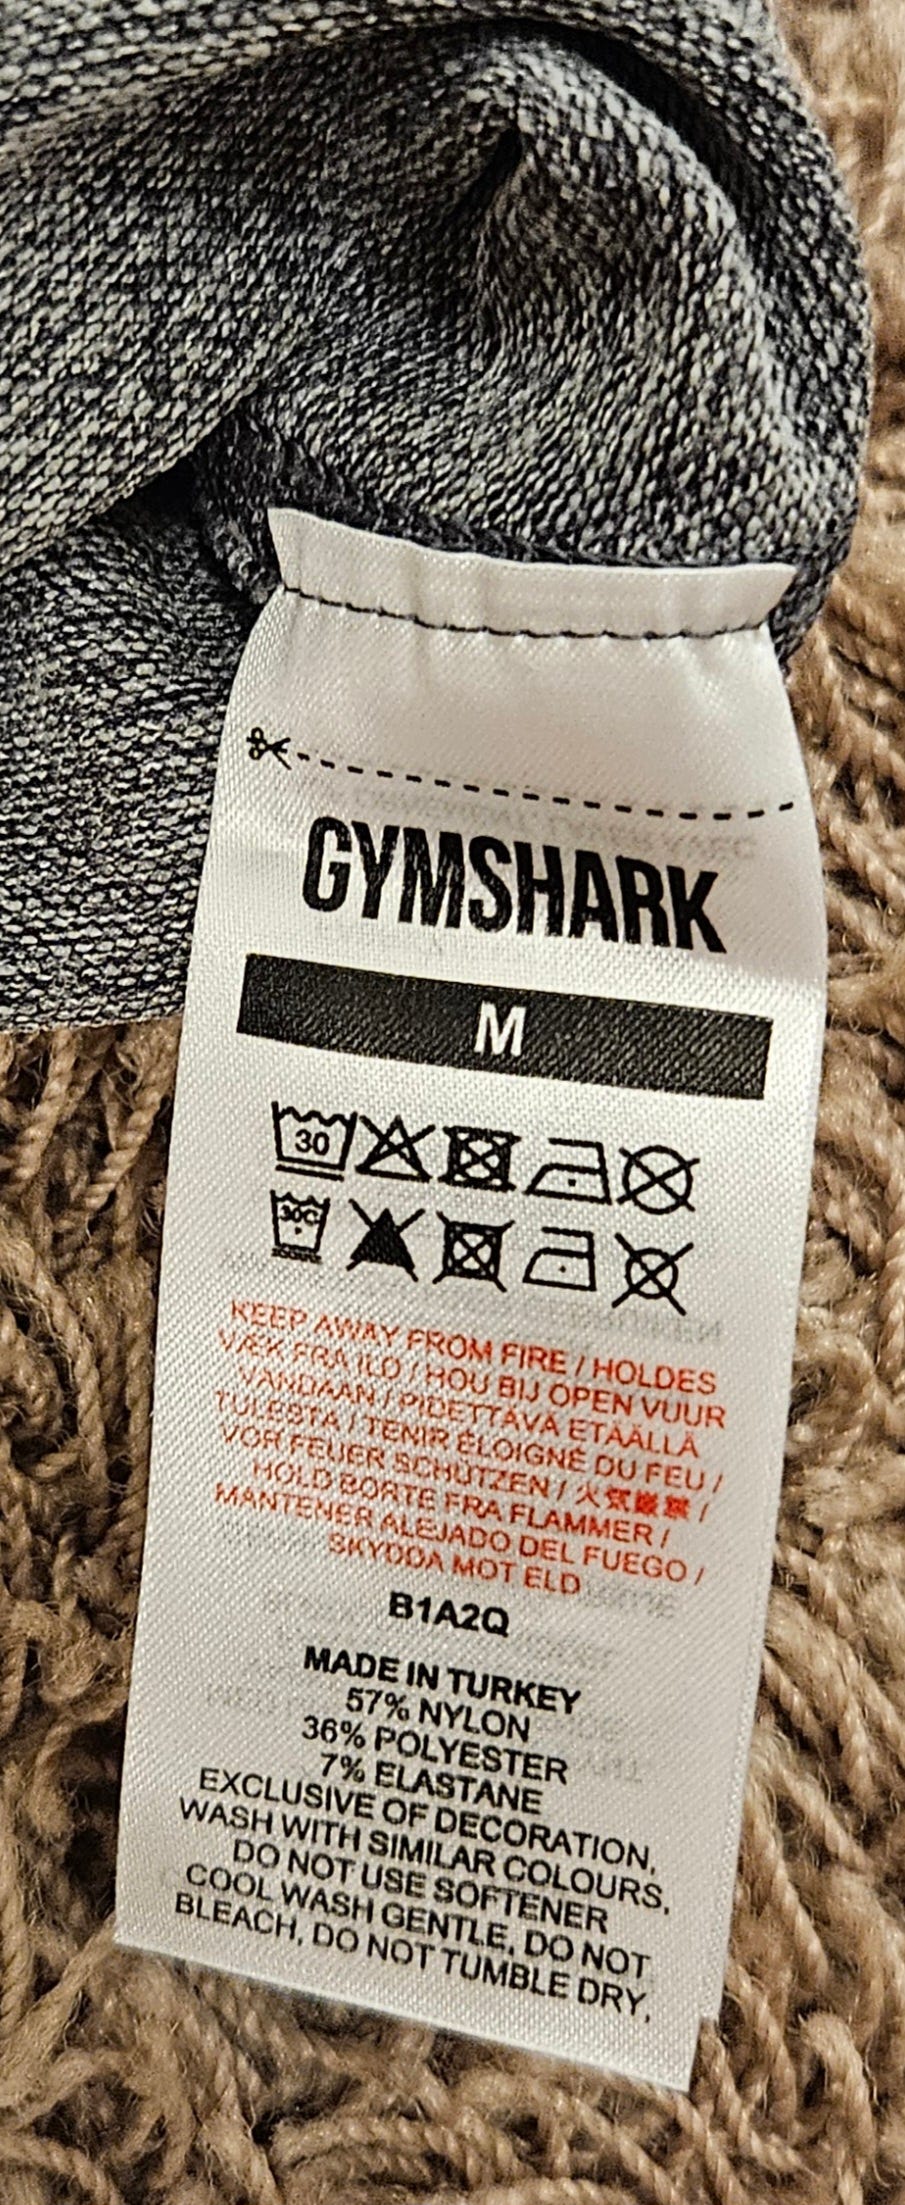 GYMSHARK
M
30
30C
KEEP AWAY FROM FIRE / HOLDES
VÆK FRA ILD / HOU BIJ OPEN VUUR
VANDAAN / PIDETTÄVÄ ETÄÄLLÄ
TULESTA / TENIR ÉLOIGNÉ DU FEU /
VOR FEUER SCHÜTZEN / 火気厳禁 /
HOLD BORTE FRA FLAMMER /
MANTENER ALEJADO DEL FUEGO /
SKYDDA MOT ELD
B1A2Q
MADE IN TURKEY
57% NYLON
36% POLYESTER
7% ELASTANE
EXCLUSIVE OF DECORATION,
WASH WITH SIMILAR COLOURS,
DO NOT USE SOFTENER
COOL WASH GENTLE, DO NOT
BLEACH, DO NOT TUMBLE DRY,